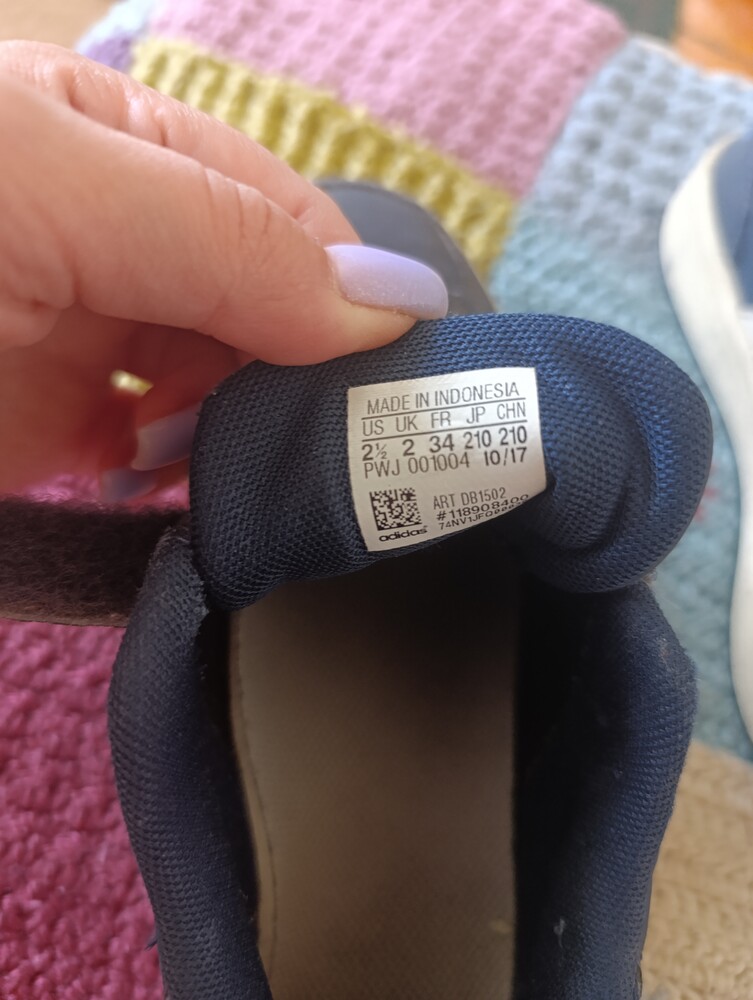 MADE IN INDONESIA
US UK FR JP CHN
2½ 2 34 210 210
PWJ 001004 10/17
ART DB1502
#118908400
adidas